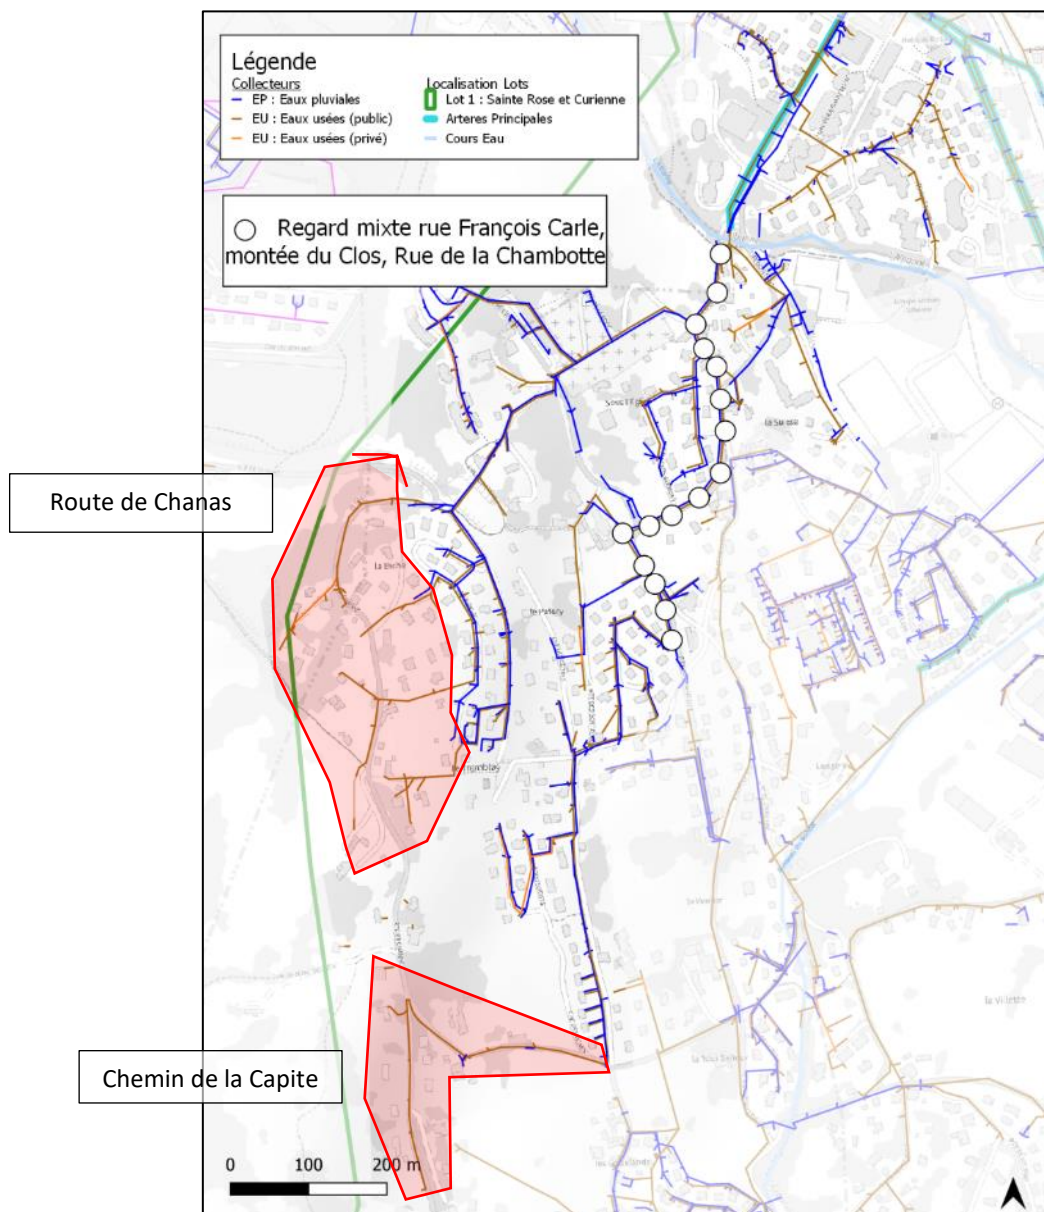 Légende
Collecteurs
EP : Eaux pluviales
EU : Eaux usées (public)
EU : Eaux usées (privé)
Localisation Lots
Lot 1 : Sainte Rose et Curienne
Arteres Principales
Cours Eau
Regard mixte rue François Carle,
montée du Clos, Rue de la Chambotte
Route de Chanas
Chemin de la Capite
la Villette
0 100 200 m